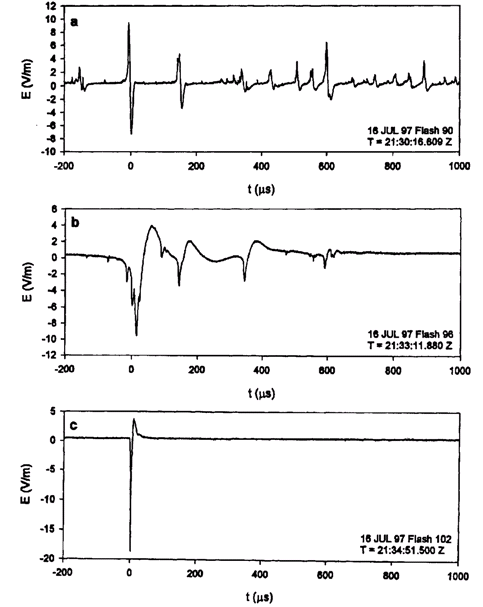 a
12
10
8
6
4
2
0
-2
-4
-6
-8
-10
E (V/m)
16 JUL 97 Flash 90
T = 21:30:16.609 Z
-200 0 200 400 600 800 1000
t (µs)
b
6
4
2
0
-2
-4
-6
-8
-10
-12
E (V/m)
16 JUL 97 Flash 96
T = 21:33:11.880 Z
-200 0 200 400 600 800 1000
t (µs)
c
5
0
-5
-10
-15
-20
E (V/m)
16 JUL 97 Flash 102
T = 21:34:51.500 Z
-200 0 200 400 600 800 1000
t (µs)